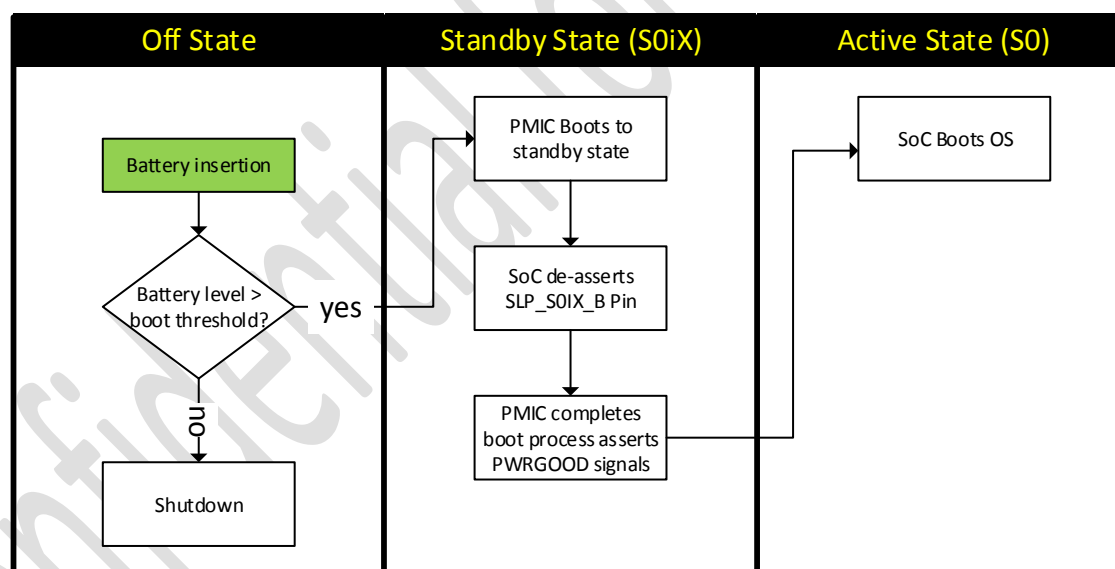 Off State
Standby State (S0iX)
Active State (S0)
Battery insertion
Battery level >
boot threshold?
yes
no
Shutdown
PMIC Boots to
standby state
SoC de-asserts
SLP_S0IX_B Pin
PMIC completes
boot process asserts
PWRGOOD signals
SoC Boots OS